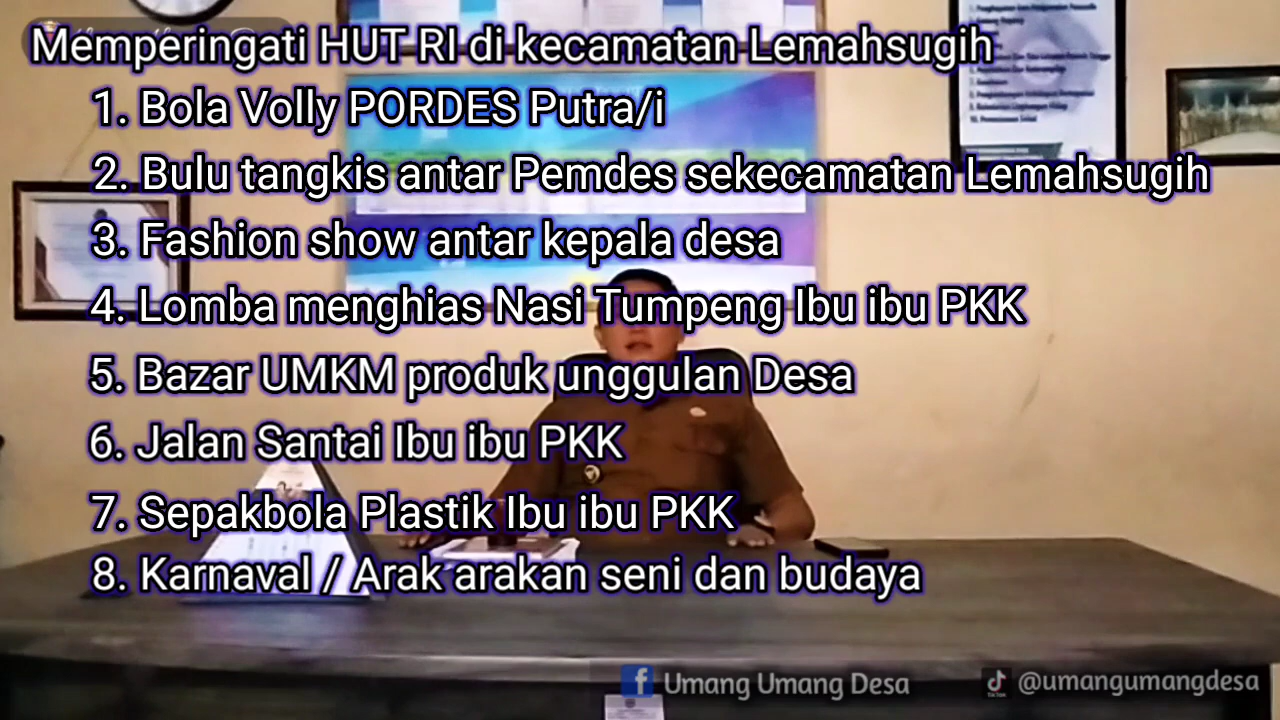 Memperingati HUT RI di kecamatan Lemahsugih
1. Bola Volly PORDES Putra/i
2. Bulu tangkis antar Pemdes sekecamatan Lemahsugih
3. Fashion show antar kepala desa
4. Lomba menghias Nasi Tumpeng Ibu ibu PKK
5. Bazar UMKM produk unggulan Desa
6. Jalan Santai Ibu ibu PKK
7. Sepakbola Plastik Ibu ibu PKK
8. Karnaval / Arak arakan seni dan budaya
Umang Umang Desa
TikTok
@umangumangdesa